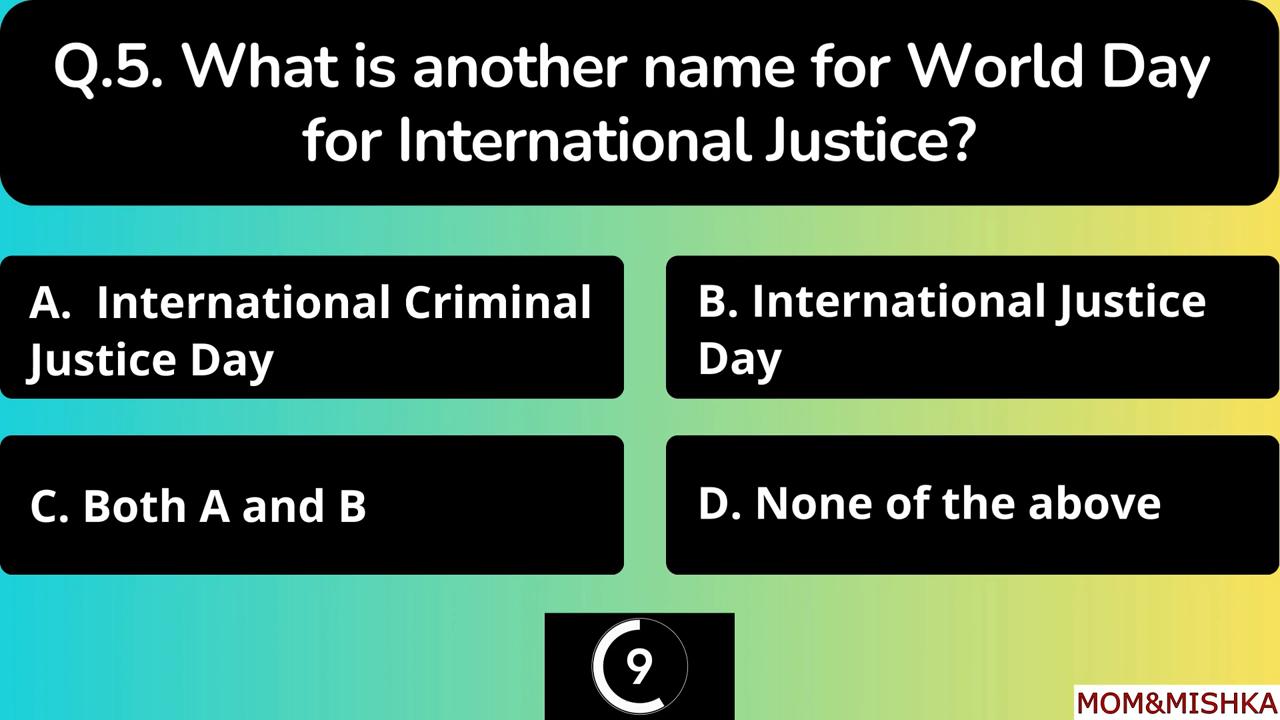 Q.5. What is another name for World Day
for International Justice?
A. International Criminal
Justice Day
B. International Justice
Day
C. Both A and B
D. None of the above
9
MOM&MISHKA